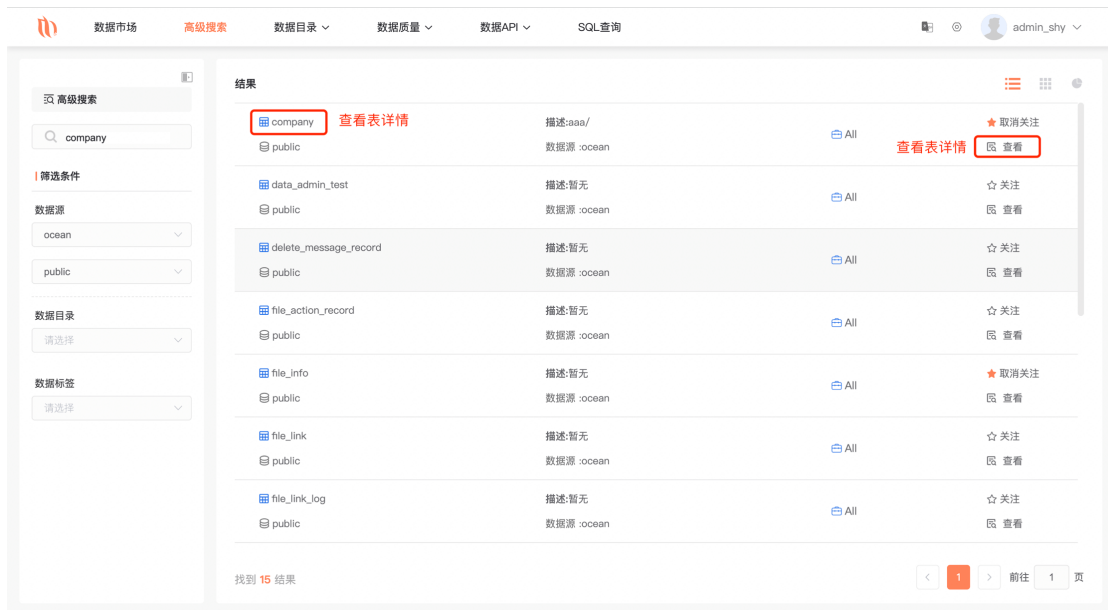 数据市场 高级搜索 数据目录 数据质量 数据API SQL查询 admin_shy
高级搜索
company
筛选条件
数据源
ocean
public
数据目录
请选择
数据标签
请选择
结果
company 查看表详情 描述:aaa/ All 取消关注
public 数据源 :ocean 查看表详情 查看
data_admin_test 描述:暂无 All 关注
public 数据源 :ocean 查看
delete_message_record 描述:暂无 All 关注
public 数据源 :ocean 查看
file_action_record 描述:暂无 All 关注
public 数据源 :ocean 查看
file_info 描述:暂无 All 取消关注
public 数据源 :ocean 查看
file_link 描述:暂无 All 关注
public 数据源 :ocean 查看
file_link_log 描述:暂无 All 关注
public 数据源 :ocean 查看
找到 15 结果 1 前往 1 页